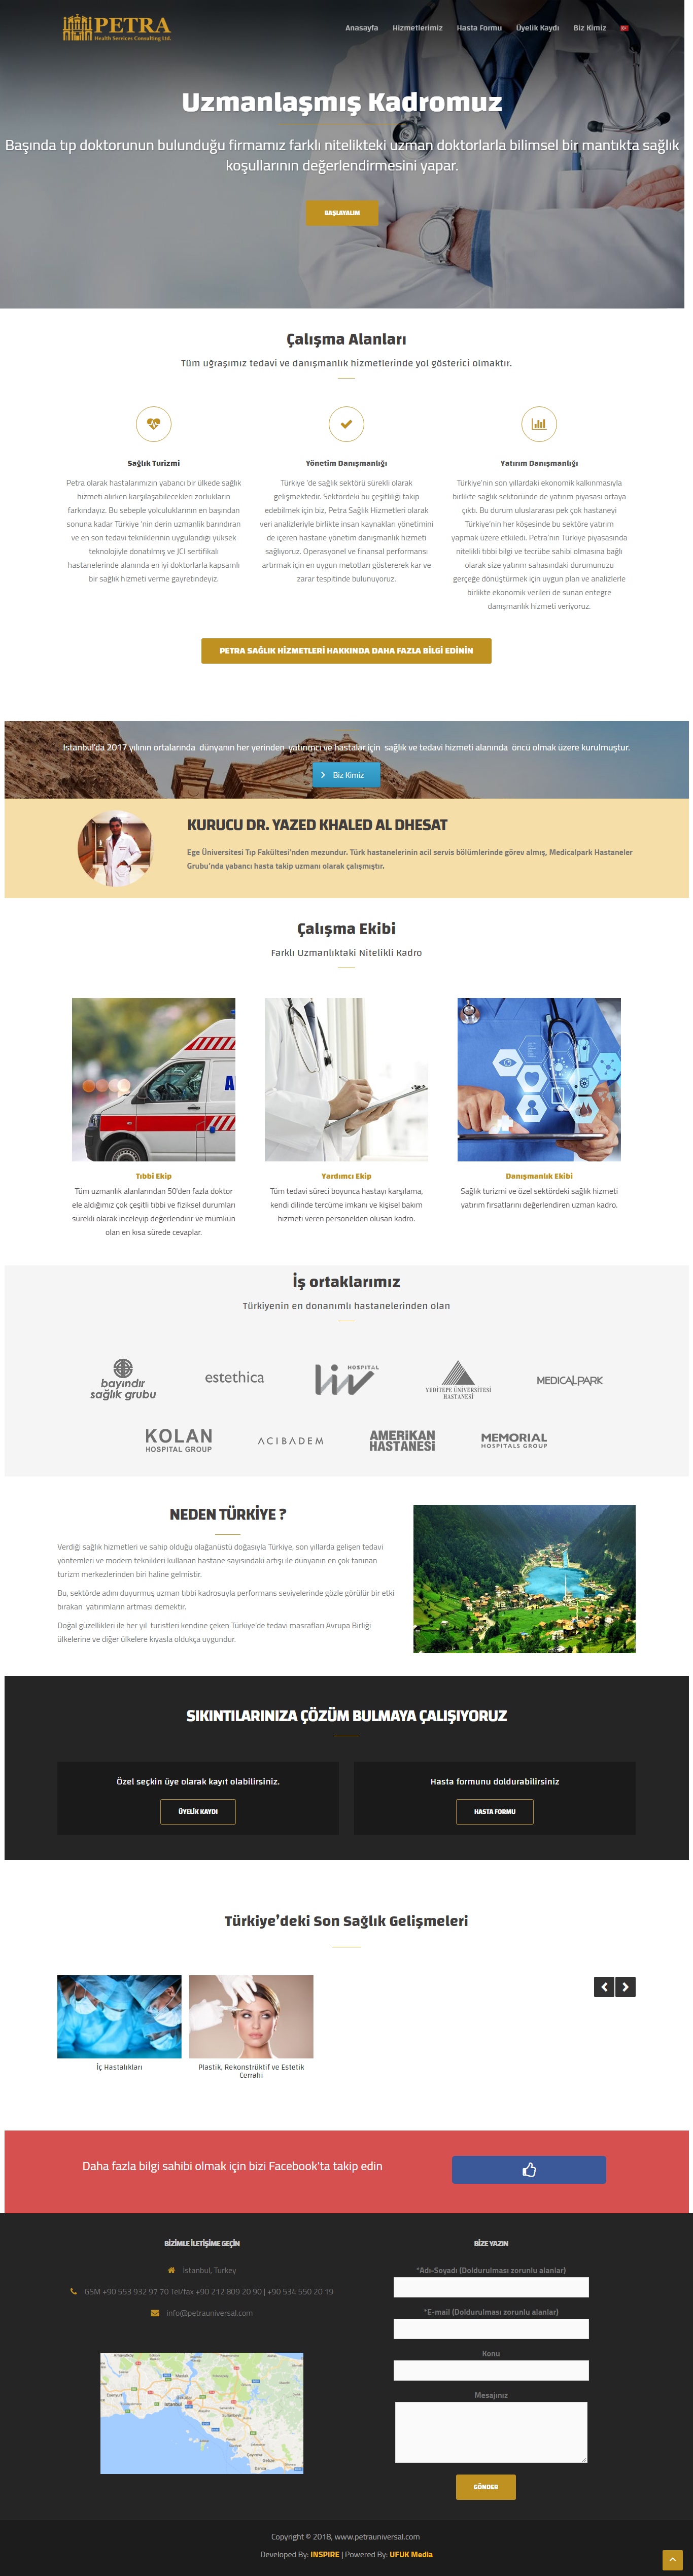 PETRA
Health Services Consulting Ltd.
Anasayfa Hizmetlerimiz Hasta Formu Üyelik Kaydı Biz Kimiz
Uzmanlaşmış Kadromuz
Başında tıp doktorunun bulunduğu firmamız farklı nitelikteki uzman doktorlarla bilimsel bir mantıkta sağlık
koşullarının değerlendirmesini yapar.
BAŞLAYALIM
Çalışma Alanları
Tüm uğraşımız tedavi ve danışmanlık hizmetlerinde yol gösterici olmaktır.
Sağlık Turizmi
Petra olarak hastalarımızın yabancı bir ülkede sağlık
hizmeti alırken karşılaşabilecekleri zorlukların
farkındayız. Bu sebeple yolculuklarının en başından
sonuna kadar Türkiye 'nin derin uzmanlık barındıran
ve en son tedavi tekniklerinin uygulandığı yüksek
teknolojiyle donatılmış ve JCI sertifikalı
hastanelerinde alanında en iyi doktorlarla kapsamlı
bir sağlık hizmeti verme gayretindeyiz.
Yönetim Danışmanlığı
Türkiye 'de sağlık sektörü sürekli olarak
gelişmektedir. Sektördeki bu çeşitliliği takip
edebilmek için biz, Petra Sağlık Hizmetleri olarak
veri analizleriyle birlikte insan kaynakları yönetimini
de içeren hastane yönetim danışmanlık hizmeti
sağlıyoruz. Operasyonel ve finansal performansı
artırmak için en uygun metotları göstererek kar ve
zarar tespitinde bulunuyoruz.
Yatırım Danışmanlığı
Türkiye'nin son yıllardaki ekonomik kalkınmasıyla
birlikte sağlık sektöründe de yatırım piyasası ortaya
çıktı. Bu durum uluslararası pek çok hastaneyi
Türkiye'nin her köşesinde bu sektöre yatırım
yapmak üzere etkiledi. Petra'nın Türkiye piyasasında
nitelikli tıbbi bilgi ve tecrübe sahibi olmasına bağlı
olarak size yatırım sahasındaki durumunuzu
gerçeğe dönüştürmek için uygun plan ve analizlerle
birlikte ekonomik verileri de sunan entegre
danışmanlık hizmeti veriyoruz.
PETRA SAĞLIK HİZMETLERİ HAKKINDA DAHA FAZLA BİLGİ EDİNİN
Istanbul'da 2017 yılının ortalarında dünyanın her yerinden yatırımcı ve hastalar için sağlık ve tedavi hizmeti alanında öncü olmak üzere kurulmuştur.
Biz Kimiz
KURUCU DR. YAZED KHALED AL DHESAT
Ege Üniversitesi Tıp Fakültesi'nden mezundur. Türk hastanelerinin acil servis bölümlerinde görev almış, Medicalpark Hastaneler
Grubu'nda yabancı hasta takip uzmanı olarak çalışmıştır.
Çalışma Ekibi
Farklı Uzmanlıktaki Nitelikli Kadro
A
Tıbbi Ekip
Tüm uzmanlık alanlarından 50'den fazla doktor
ele aldığımız çok çeşitli tıbbi ve fiziksel durumları
sürekli olarak inceleyip değerlendirir ve mümkün
olan en kısa sürede cevaplar.
Yardımcı Ekip
Tüm tedavi süreci boyunca hastayı karşılama,
kendi dilinde tercüme imkanı ve kişisel bakım
hizmeti veren personelden olusan kadro.
Danışmanlık Ekibi
Sağlık turizmi ve özel sektördeki sağlık hizmeti
yatırım fırsatlarını değerlendiren uzman kadro.
İş ortaklarımız
Türkiyenin en donanımlı hastanelerinden olan
bayındır
sağlık grubu
estethica
liv HOSPITAL
YEDİTEPE ÜNİVERSİTESİ
HASTANESİ
MEDICALPARK
KOLAN
HOSPITAL GROUP
ACIBADEM
AMERİKAN
HASTANESİ
MEMORIAL
HOSPITALS GROUP
NEDEN TÜRKİYE ?
Verdiği sağlık hizmetleri ve sahip olduğu olağanüstü doğasıyla Türkiye, son yıllarda gelişen tedavi
yöntemleri ve modern teknikleri kullanan hastane sayısındaki artışı ile dünyanın en çok tanınan
turizm merkezlerinden biri haline gelmistir.
Bu, sektörde adını duyurmuş uzman tıbbi kadrosuyla performans seviyelerinde gözle görülür bir etki
bırakan yatırımların artması demektir.
Doğal güzellikleri ile her yıl turistleri kendine çeken Türkiye'de tedavi masrafları Avrupa Birliği
ülkelerine ve diğer ülkelere kıyasla oldukça uygundur.
SIKINTILARINIZA ÇÖZÜM BULMAYA ÇALIŞIYORUZ
Özel seçkin üye olarak kayıt olabilirsiniz.
ÜYELİK KAYDI
Hasta formunu doldurabilirsiniz
HASTA FORMU
Türkiye'deki Son Sağlık Gelişmeleri
İç Hastalıkları
Plastik, Rekonstrüktif ve Estetik
Cerrahi
Daha fazla bilgi sahibi olmak için bizi Facebook'ta takip edin
BİZİMLE İLETİŞİME GEÇİN
İstanbul, Turkey
GSM +90 553 932 97 70 Tel/fax +90 212 809 20 90 | +90 534 550 20 19
info@petrauniversal.com
BİZE YAZIN
*Adı-Soyadı (Doldurulması zorunlu alanlar)
*E-mail (Doldurulması zorunlu alanlar)
Konu
Mesajınız
GÖNDER
Copyright © 2018, www.petrauniversal.com
Developed By: INSPIRE | Powered By: UFUK Media